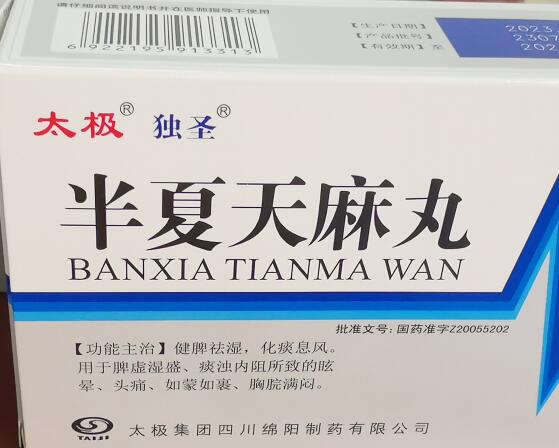 请仔细阅读说明书并在医师指导下使用
6922195913313
【生产日期】 2023.
【产品批号】 2307
【有效期】至 202
太极® 独圣®
半夏天麻丸
BANXIA TIANMA WAN
批准文号：国药准字Z20055202
【功能主治】健脾祛湿，化痰息风。
用于脾虚湿盛、痰浊内阻所致的眩
晕、头痛、如蒙如裹、胸脘满闷。
TAIJI
太极集团四川绵阳制药有限公司